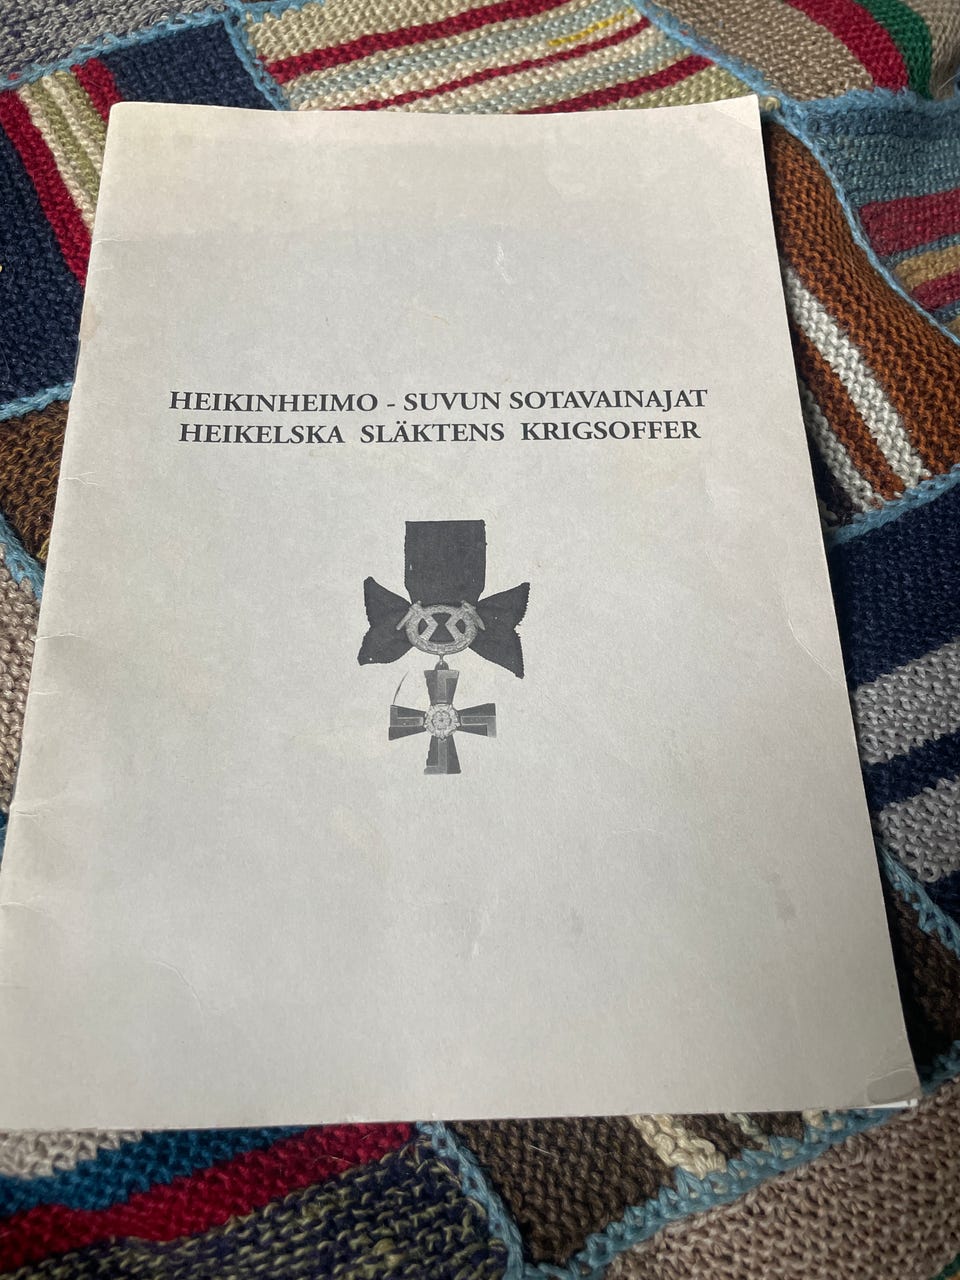 HEIKINHEIMO - SUVUN SOTAVAINAJAT
HEIKELSKA SLÄKTENS KRIGSOFFER